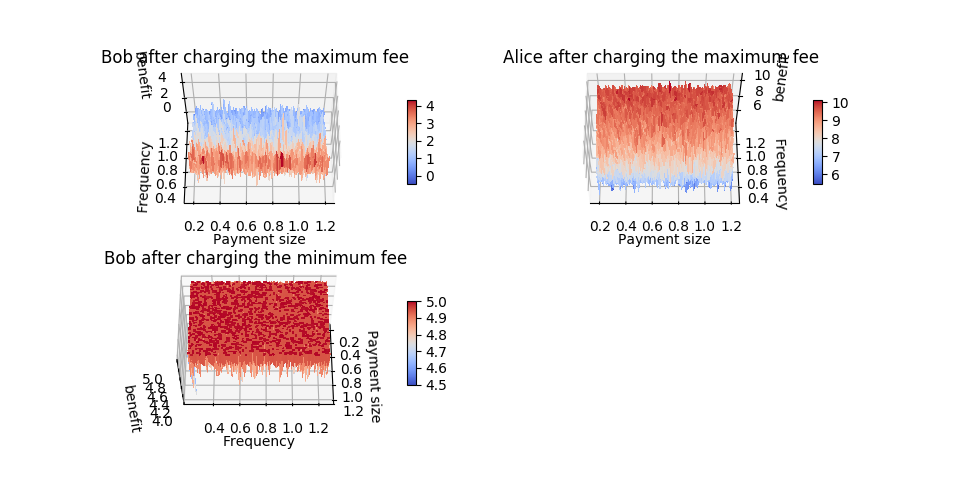 Bob after charging the maximum fee
benefit
4
2
0
Frequency
1.2
1.0
0.8
0.6
0.4
0.2 0.4 0.6 0.8 1.0 1.2
Payment size
4
3
2
1
0
Alice after charging the maximum fee
benefit
10
8
6
Frequency
1.2
1.0
0.8
0.6
0.4
0.2 0.4 0.6 0.8 1.0 1.2
Payment size
10
9
8
7
6
Bob after charging the minimum fee
benefit
5.0
4.8
4.6
4.4
4.2
4.0
0.4 0.6 0.8 1.0 1.2
Frequency
Payment size
0.2
0.4
0.6
0.8
1.0
1.2
5.0
4.9
4.8
4.7
4.6
4.5